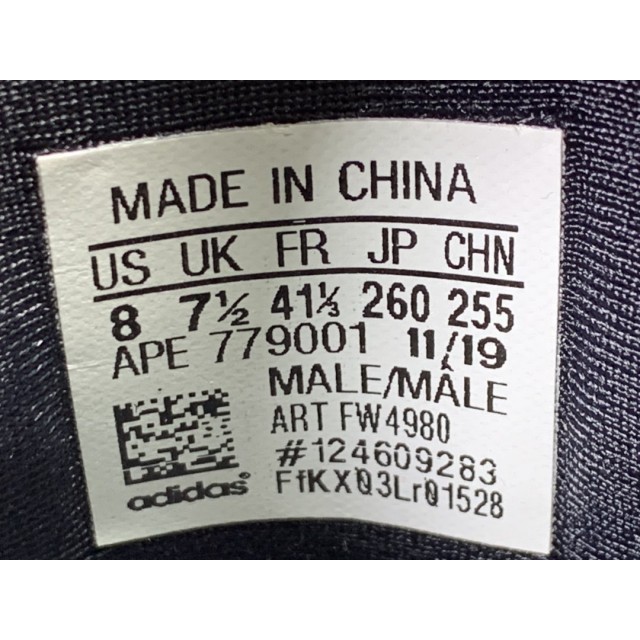 MADE IN CHINA
US UK FR JP CHN
8 7½ 41⅓ 260 255
APE 779001 11/19
MALE/MÂLE
ART FW4980
#124609283
FfKX03Lr01528
adidas®